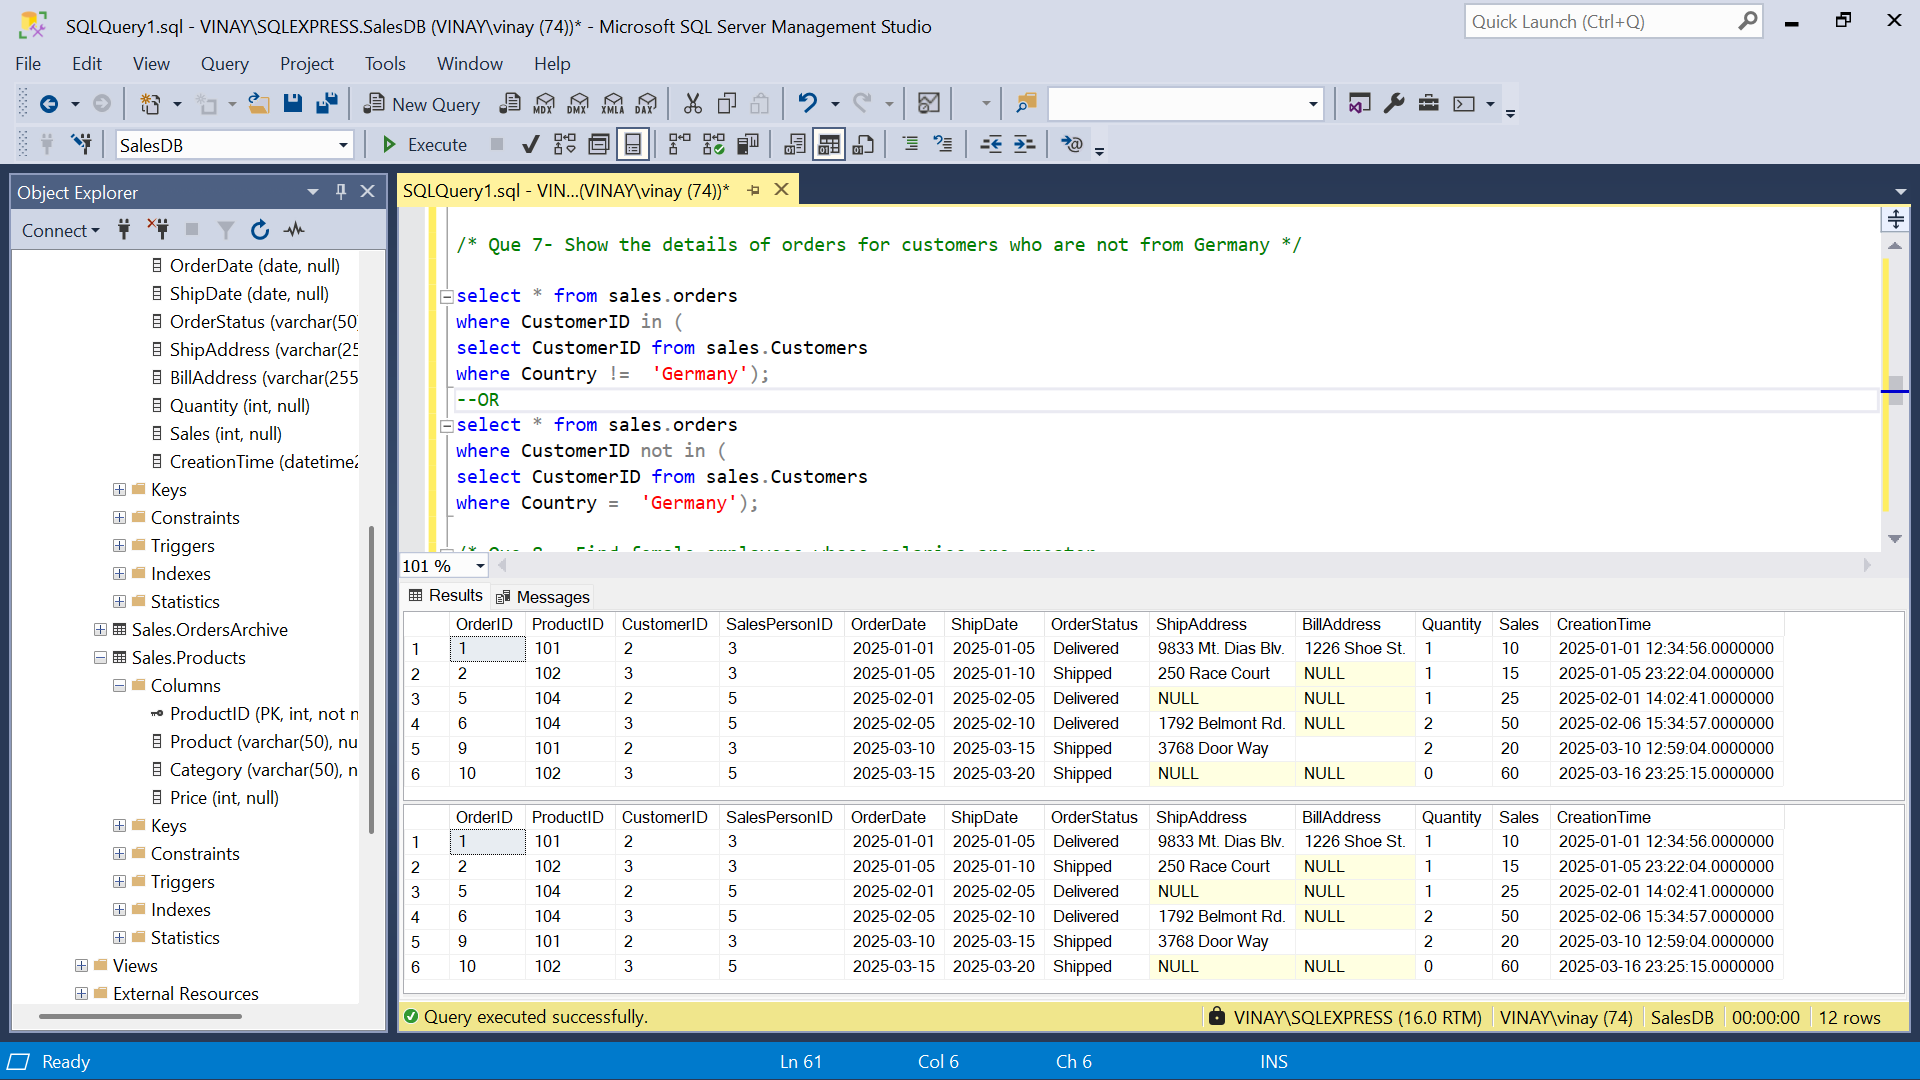 SQLQuery1.sql - VINAY\SQLEXPRESS.SalesDB (VINAY\vinay (74))* - Microsoft SQL Server Management Studio
Quick Launch (Ctrl+Q)
File Edit View Query Project Tools Window Help
New Query MDX DMX XMLA DAX
SalesDB Execute
Object Explorer
Connect
OrderDate (date, null)
ShipDate (date, null)
OrderStatus (varchar(50)
ShipAddress (varchar(25
BillAddress (varchar(255
Quantity (int, null)
Sales (int, null)
CreationTime (datetime2
Keys
Constraints
Triggers
Indexes
Statistics
Sales.OrdersArchive
Sales.Products
Columns
ProductID (PK, int, not n
Product (varchar(50), nu
Category (varchar(50), n
Price (int, null)
Keys
Constraints
Triggers
Indexes
Statistics
Views
External Resources
SQLQuery1.sql - VIN...(VINAY\vinay (74))*
/* Que 7- Show the details of orders for customers who are not from Germany */
select * from sales.orders
where CustomerID in (
select CustomerID from sales.Customers
where Country !=  'Germany');
--OR
select * from sales.orders
where CustomerID not in (
select CustomerID from sales.Customers
where Country =  'Germany');
101 %
Results Messages
OrderID ProductID CustomerID SalesPersonID OrderDate ShipDate OrderStatus ShipAddress BillAddress Quantity Sales CreationTime
1 1 101 2 3 2025-01-01 2025-01-05 Delivered 9833 Mt. Dias Blv. 1226 Shoe St. 1 10 2025-01-01 12:34:56.0000000
2 2 102 3 3 2025-01-05 2025-01-10 Shipped 250 Race Court NULL 1 15 2025-01-05 23:22:04.0000000
3 5 104 2 5 2025-02-01 2025-02-05 Delivered NULL NULL 1 25 2025-02-01 14:02:41.0000000
4 6 104 3 5 2025-02-05 2025-02-10 Delivered 1792 Belmont Rd. NULL 2 50 2025-02-06 15:34:57.0000000
5 9 101 2 3 2025-03-10 2025-03-15 Shipped 3768 Door Way 2 20 2025-03-10 12:59:04.0000000
6 10 102 3 5 2025-03-15 2025-03-20 Shipped NULL NULL 0 60 2025-03-16 23:25:15.0000000
OrderID ProductID CustomerID SalesPersonID OrderDate ShipDate OrderStatus ShipAddress BillAddress Quantity Sales CreationTime
1 1 101 2 3 2025-01-01 2025-01-05 Delivered 9833 Mt. Dias Blv. 1226 Shoe St. 1 10 2025-01-01 12:34:56.0000000
2 2 102 3 3 2025-01-05 2025-01-10 Shipped 250 Race Court NULL 1 15 2025-01-05 23:22:04.0000000
3 5 104 2 5 2025-02-01 2025-02-05 Delivered NULL NULL 1 25 2025-02-01 14:02:41.0000000
4 6 104 3 5 2025-02-05 2025-02-10 Delivered 1792 Belmont Rd. NULL 2 50 2025-02-06 15:34:57.0000000
5 9 101 2 3 2025-03-10 2025-03-15 Shipped 3768 Door Way 2 20 2025-03-10 12:59:04.0000000
6 10 102 3 5 2025-03-15 2025-03-20 Shipped NULL NULL 0 60 2025-03-16 23:25:15.0000000
Query executed successfully. VINAY\SQLEXPRESS (16.0 RTM) VINAY\vinay (74) SalesDB 00:00:00 12 rows
Ready Ln 61 Col 6 Ch 6 INS